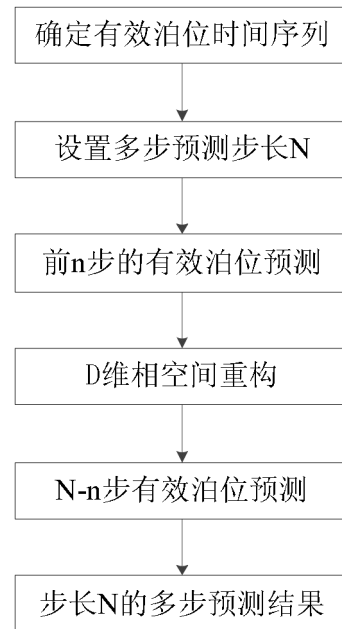 确定有效泊位时间序列
设置多步预测步长N
前n步的有效泊位预测
D维相空间重构
N-n步有效泊位预测
步长N的多步预测结果